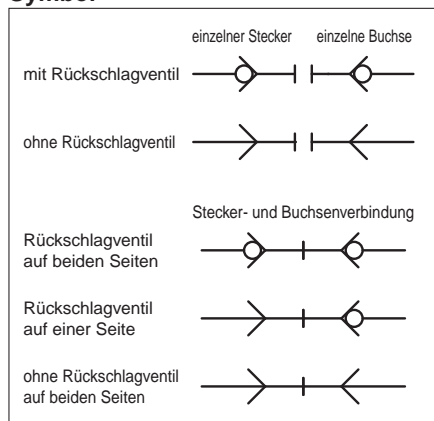 Symbol
einzelner Stecker einzelne Buchse
mit Rückschlagventil
ohne Rückschlagventil
Stecker- und Buchsenverbindung
Rückschlagventil
auf beiden Seiten
Rückschlagventil
auf einer Seite
ohne Rückschlagventil
auf beiden Seiten